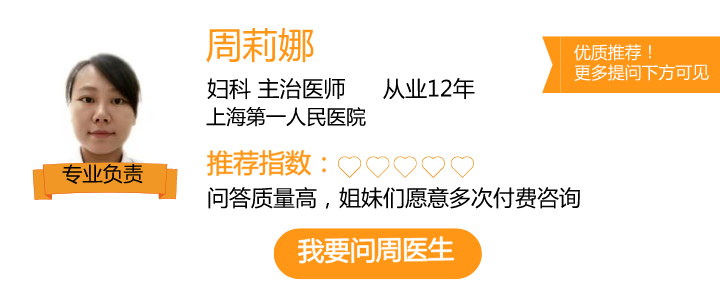 周莉娜
优质推荐！
更多提问下方可见
妇科 主治医师 从业12年
上海第一人民医院
专业负责
推荐指数：♡♡♡♡♡
问答质量高，姐妹们愿意多次付费咨询
我要问周医生